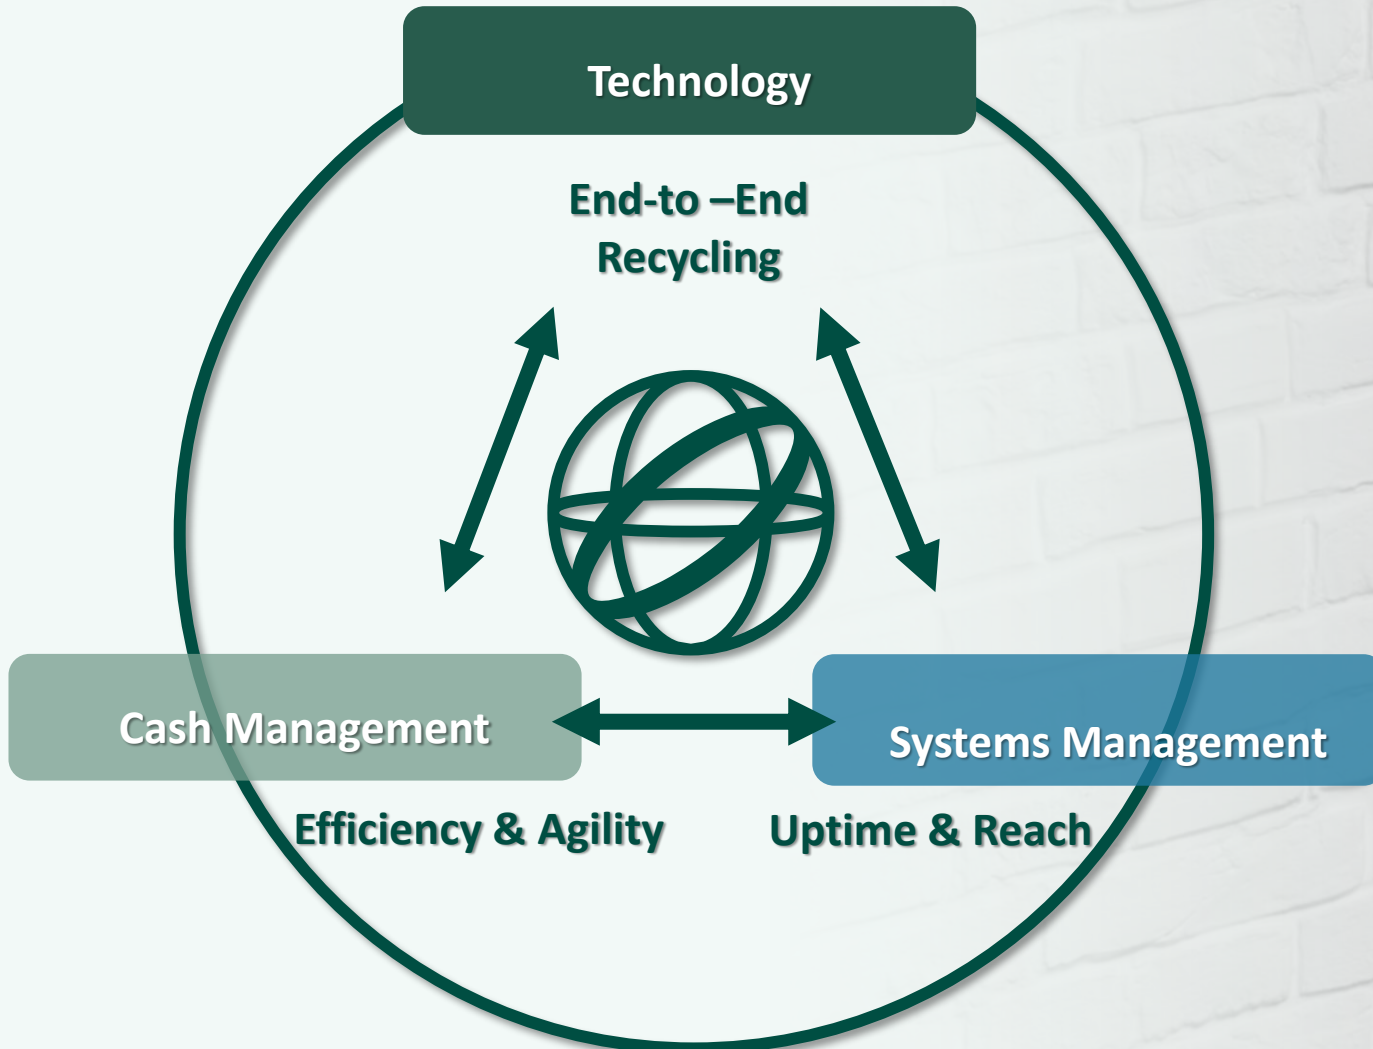 Technology
End-to –End
Recycling
Cash Management
Systems Management
Efficiency & Agility
Uptime & Reach